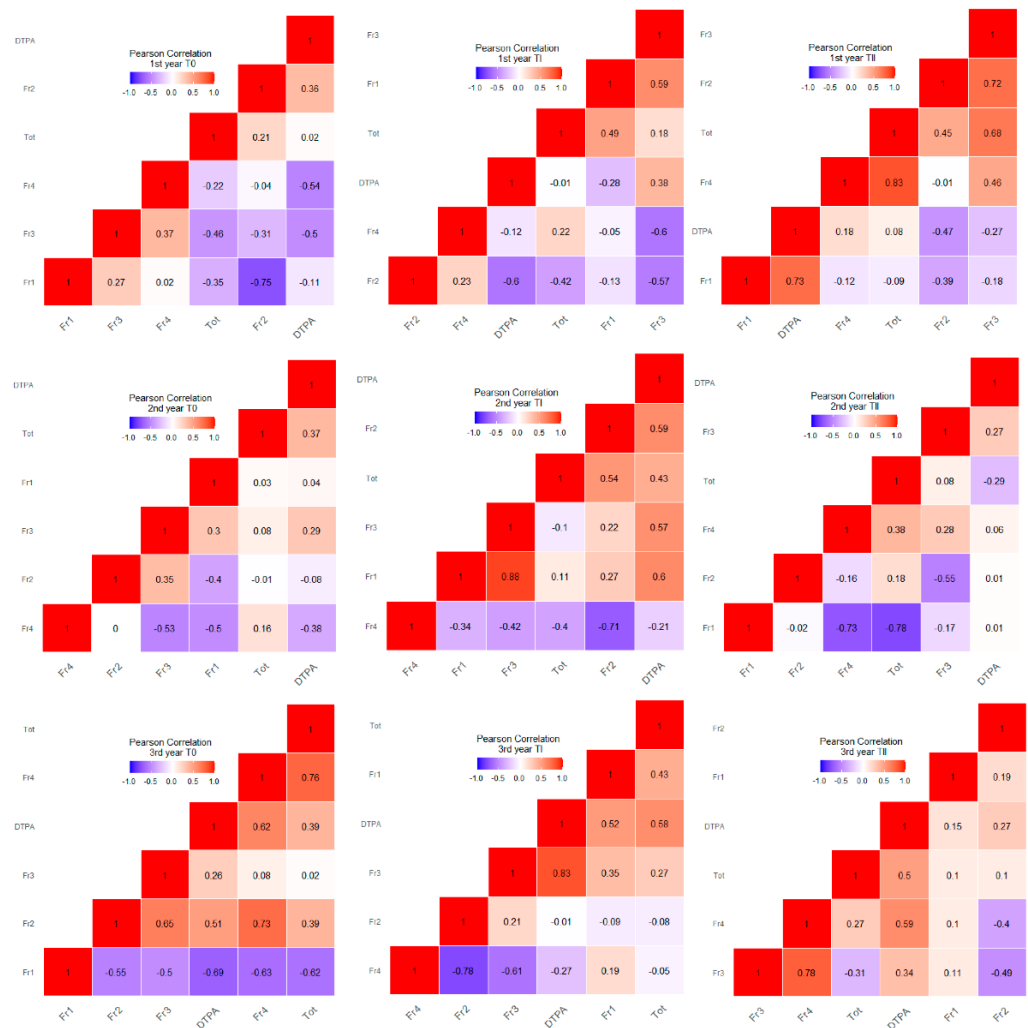 DTPA 1
Pearson Correlation
1st year T0
-1.0 -0.5 0.0 0.5 1.0
Fr2 1 0.36
Tot 1 0.21 0.02
Fr4 1 -0.22 -0.04 -0.54
Fr3 1 0.37 -0.46 -0.31 -0.5
Fr1 1 0.27 0.02 -0.35 -0.75 -0.11
Fr1 Fr3 Fr4 Tot Fr2 DTPA
Fr3 1
Pearson Correlation
1st year TI
-1.0 -0.5 0.0 0.5 1.0
Fr1 1 0.59
Tot 1 0.49 0.18
DTPA 1 -0.01 -0.28 0.38
Fr4 1 -0.12 0.22 -0.05 -0.6
Fr2 1 0.23 -0.6 -0.42 -0.13 -0.57
Fr2 Fr4 DTPA Tot Fr1 Fr3
Fr3 1
Pearson Correlation
1st year TII
-1.0 -0.5 0.0 0.5 1.0
Fr2 1 0.72
Tot 1 0.45 0.68
Fr4 1 0.83 -0.01 0.46
DTPA 1 0.18 0.08 -0.47 -0.27
Fr1 1 0.73 -0.12 -0.09 -0.39 -0.18
Fr1 DTPA Fr4 Tot Fr2 Fr3
DTPA 1
Pearson Correlation
2nd year T0
-1.0 -0.5 0.0 0.5 1.0
Tot 1 0.37
Fr1 1 0.03 0.04
Fr3 1 0.3 0.08 0.29
Fr2 1 0.35 -0.4 -0.01 -0.08
Fr4 1 0 -0.53 -0.5 0.16 -0.38
Fr4 Fr2 Fr3 Fr1 Tot DTPA
DTPA 1
Pearson Correlation
2nd year TI
-1.0 -0.5 0.0 0.5 1.0
Fr2 1 0.59
Tot 1 0.54 0.43
Fr3 1 -0.1 0.22 0.57
Fr1 1 0.88 0.11 0.27 0.6
Fr4 1 -0.34 -0.42 -0.4 -0.71 -0.21
Fr4 Fr1 Fr3 Tot Fr2 DTPA
DTPA 1
Pearson Correlation
2nd year TII
-1.0 -0.5 0.0 0.5 1.0
Fr3 1 0.27
Tot 1 0.08 -0.29
Fr4 1 0.38 0.28 0.06
Fr2 1 -0.16 0.18 -0.55 0.01
Fr1 1 -0.02 -0.73 -0.78 -0.17 0.01
Fr1 Fr2 Fr4 Tot Fr3 DTPA
Tot 1
Pearson Correlation
3rd year T0
-1.0 -0.5 0.0 0.5 1.0
Fr4 1 0.76
DTPA 1 0.62 0.39
Fr3 1 0.26 0.08 0.02
Fr2 1 0.65 0.51 0.73 0.39
Fr1 1 -0.55 -0.5 -0.69 -0.63 -0.62
Fr1 Fr2 Fr3 DTPA Fr4 Tot
Tot 1
Pearson Correlation
3rd year TI
-1.0 -0.5 0.0 0.5 1.0
Fr1 1 0.43
DTPA 1 0.52 0.58
Fr3 1 0.83 0.35 0.27
Fr2 1 0.21 -0.01 -0.09 -0.08
Fr4 1 -0.78 -0.61 -0.27 0.19 -0.05
Fr4 Fr2 Fr3 DTPA Fr1 Tot
Fr2 1
Pearson Correlation
3rd year TII
-1.0 -0.5 0.0 0.5 1.0
Fr1 1 0.19
DTPA 1 0.15 0.27
Tot 1 0.5 0.1 0.1
Fr4 1 0.27 0.59 0.1 -0.4
Fr3 1 0.78 -0.31 0.34 0.11 -0.49
Fr3 Fr4 Tot DTPA Fr1 Fr2